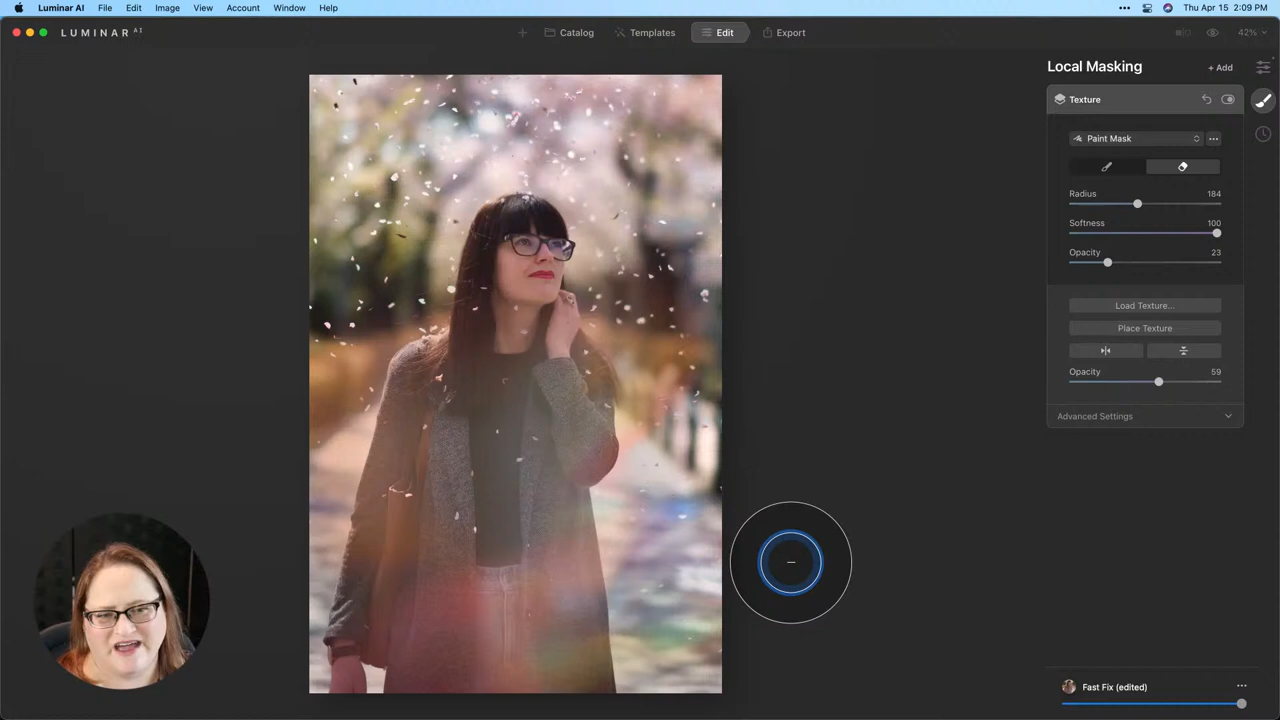 Luminar AI File Edit Image View Account Window Help
••• Thu Apr 15 2:09 PM
LUMINAR AI
Catalog Templates Edit Export
42%
Local Masking
+ Add
Texture
Paint Mask
Radius 184
Softness 100
Opacity 23
Load Texture...
Place Texture
Opacity 59
Advanced Settings
Fast Fix (edited)